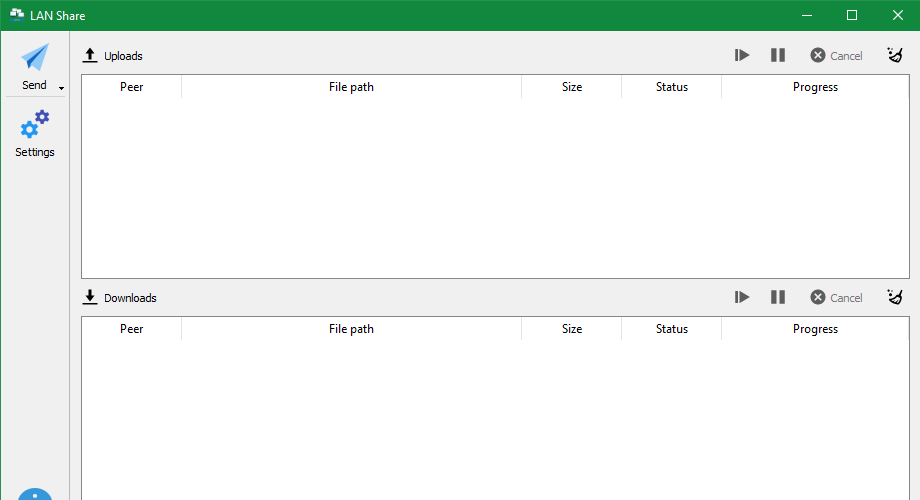 LAN Share
Send
Settings
Uploads
Cancel
Peer File path Size Status Progress
Downloads
Cancel
Peer File path Size Status Progress